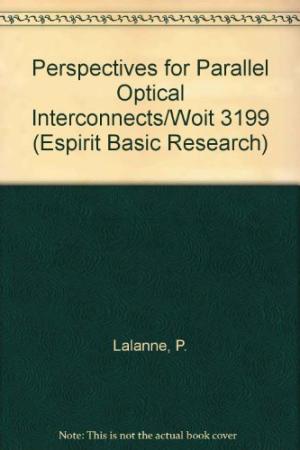 Perspectives for Parallel
Optical
Interconnects/Woit 3199
(Espirit Basic Research)
Lalanne, P.
Note: This is not the actual book cover